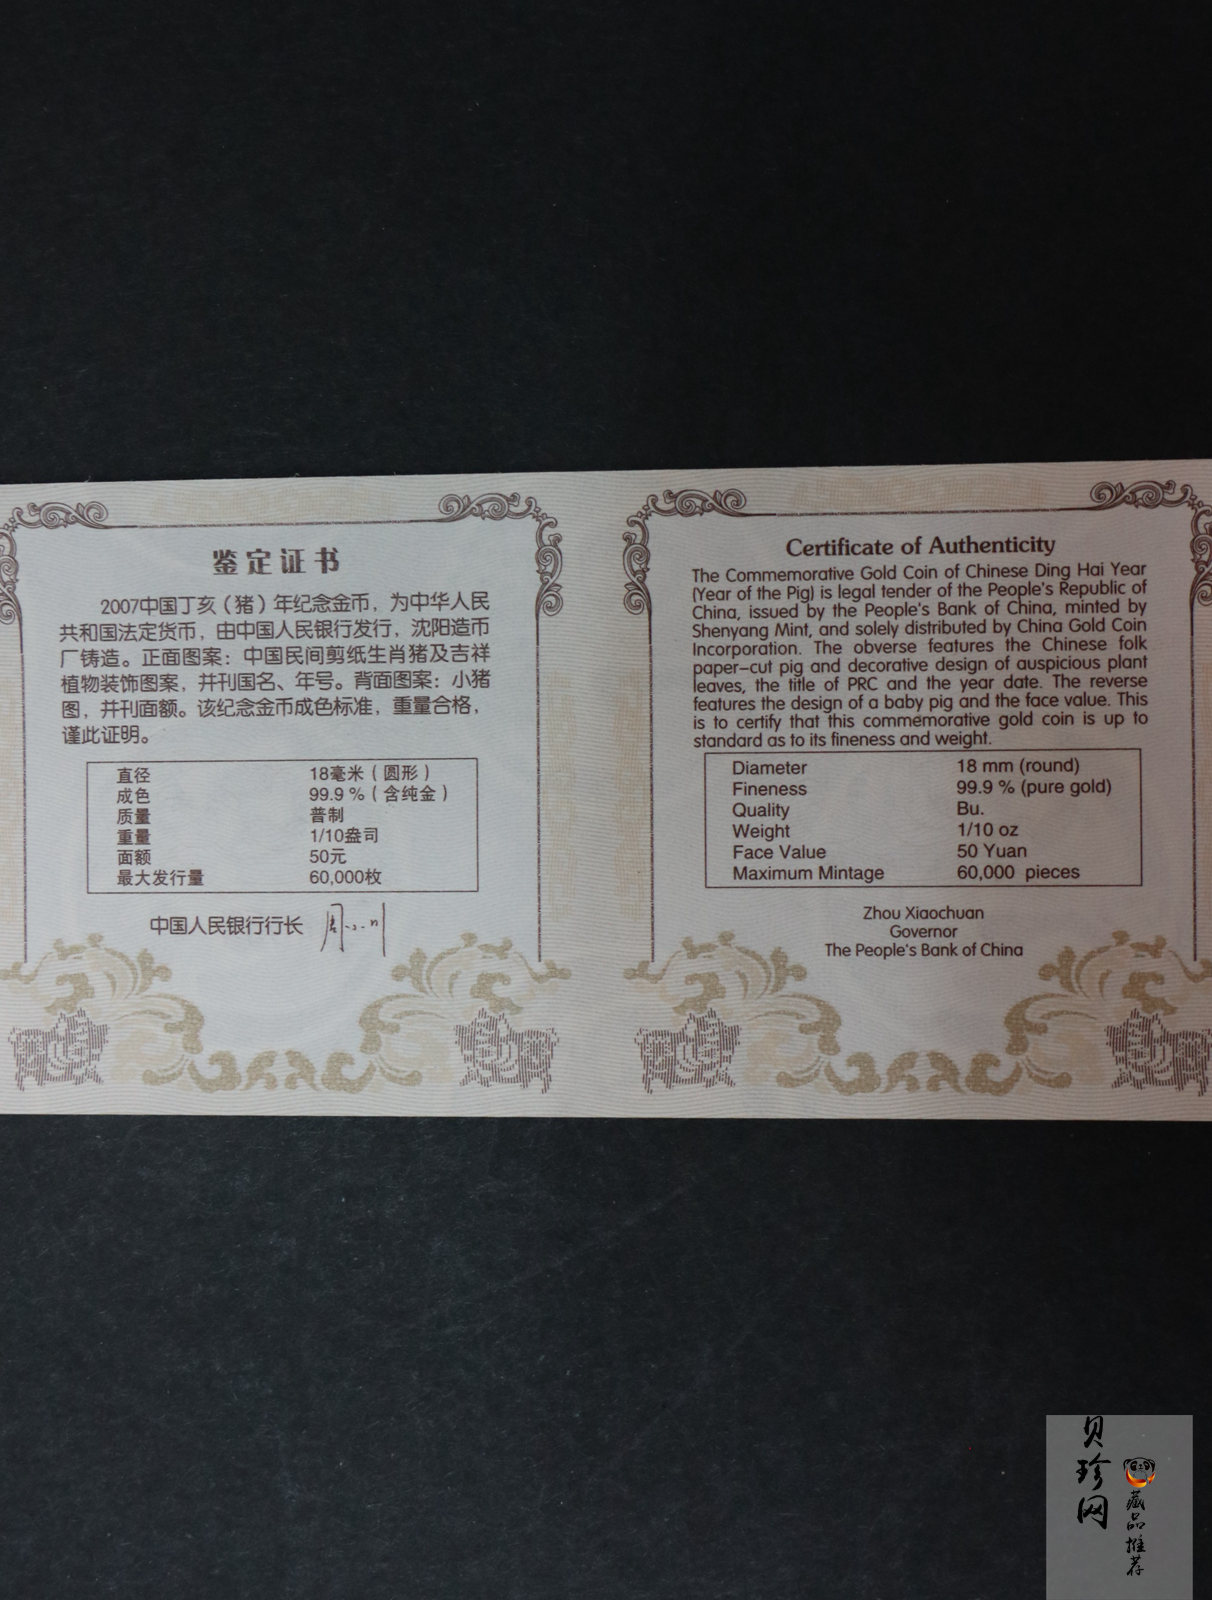 鉴定证书
2007中国丁亥（猪）年纪念金币，为中华人民
共和国法定货币，由中国人民银行发行，沈阳造币
厂铸造。正面图案：中国民间剪纸生肖猪及吉祥
植物装饰图案，并刊国名、年号。背面图案：小猪
图，并刊面额。该纪念金币成色标准，重量合格，
谨此证明。
直径 18毫米（圆形）
成色 99.9 %（含纯金）
质量 普制
重量 1/10盎司
面额 50元
最大发行量 60,000枚
中国人民银行行长
Certificate of Authenticity
The Commemorative Gold Coin of Chinese Ding Hai Year
(Year of the Pig) is legal tender of the People's Republic of
China, issued by the People's Bank of China, minted by
Shenyang Mint, and solely distributed by China Gold Coin
Incorporation. The obverse features the Chinese folk
paper-cut pig and decorative design of auspicious plant
leaves, the title of PRC and the year date. The reverse
features the design of a baby pig and the face value. This
is to certify that this commemorative gold coin is up to
standard as to its fineness and weight.
Diameter 18 mm (round)
Fineness 99.9 % (pure gold)
Quality Bu.
Weight 1/10 oz
Face Value 50 Yuan
Maximum Mintage 60,000 pieces
Zhou Xiaochuan
Governor
The People's Bank of China
贝珍网
藏品推荐